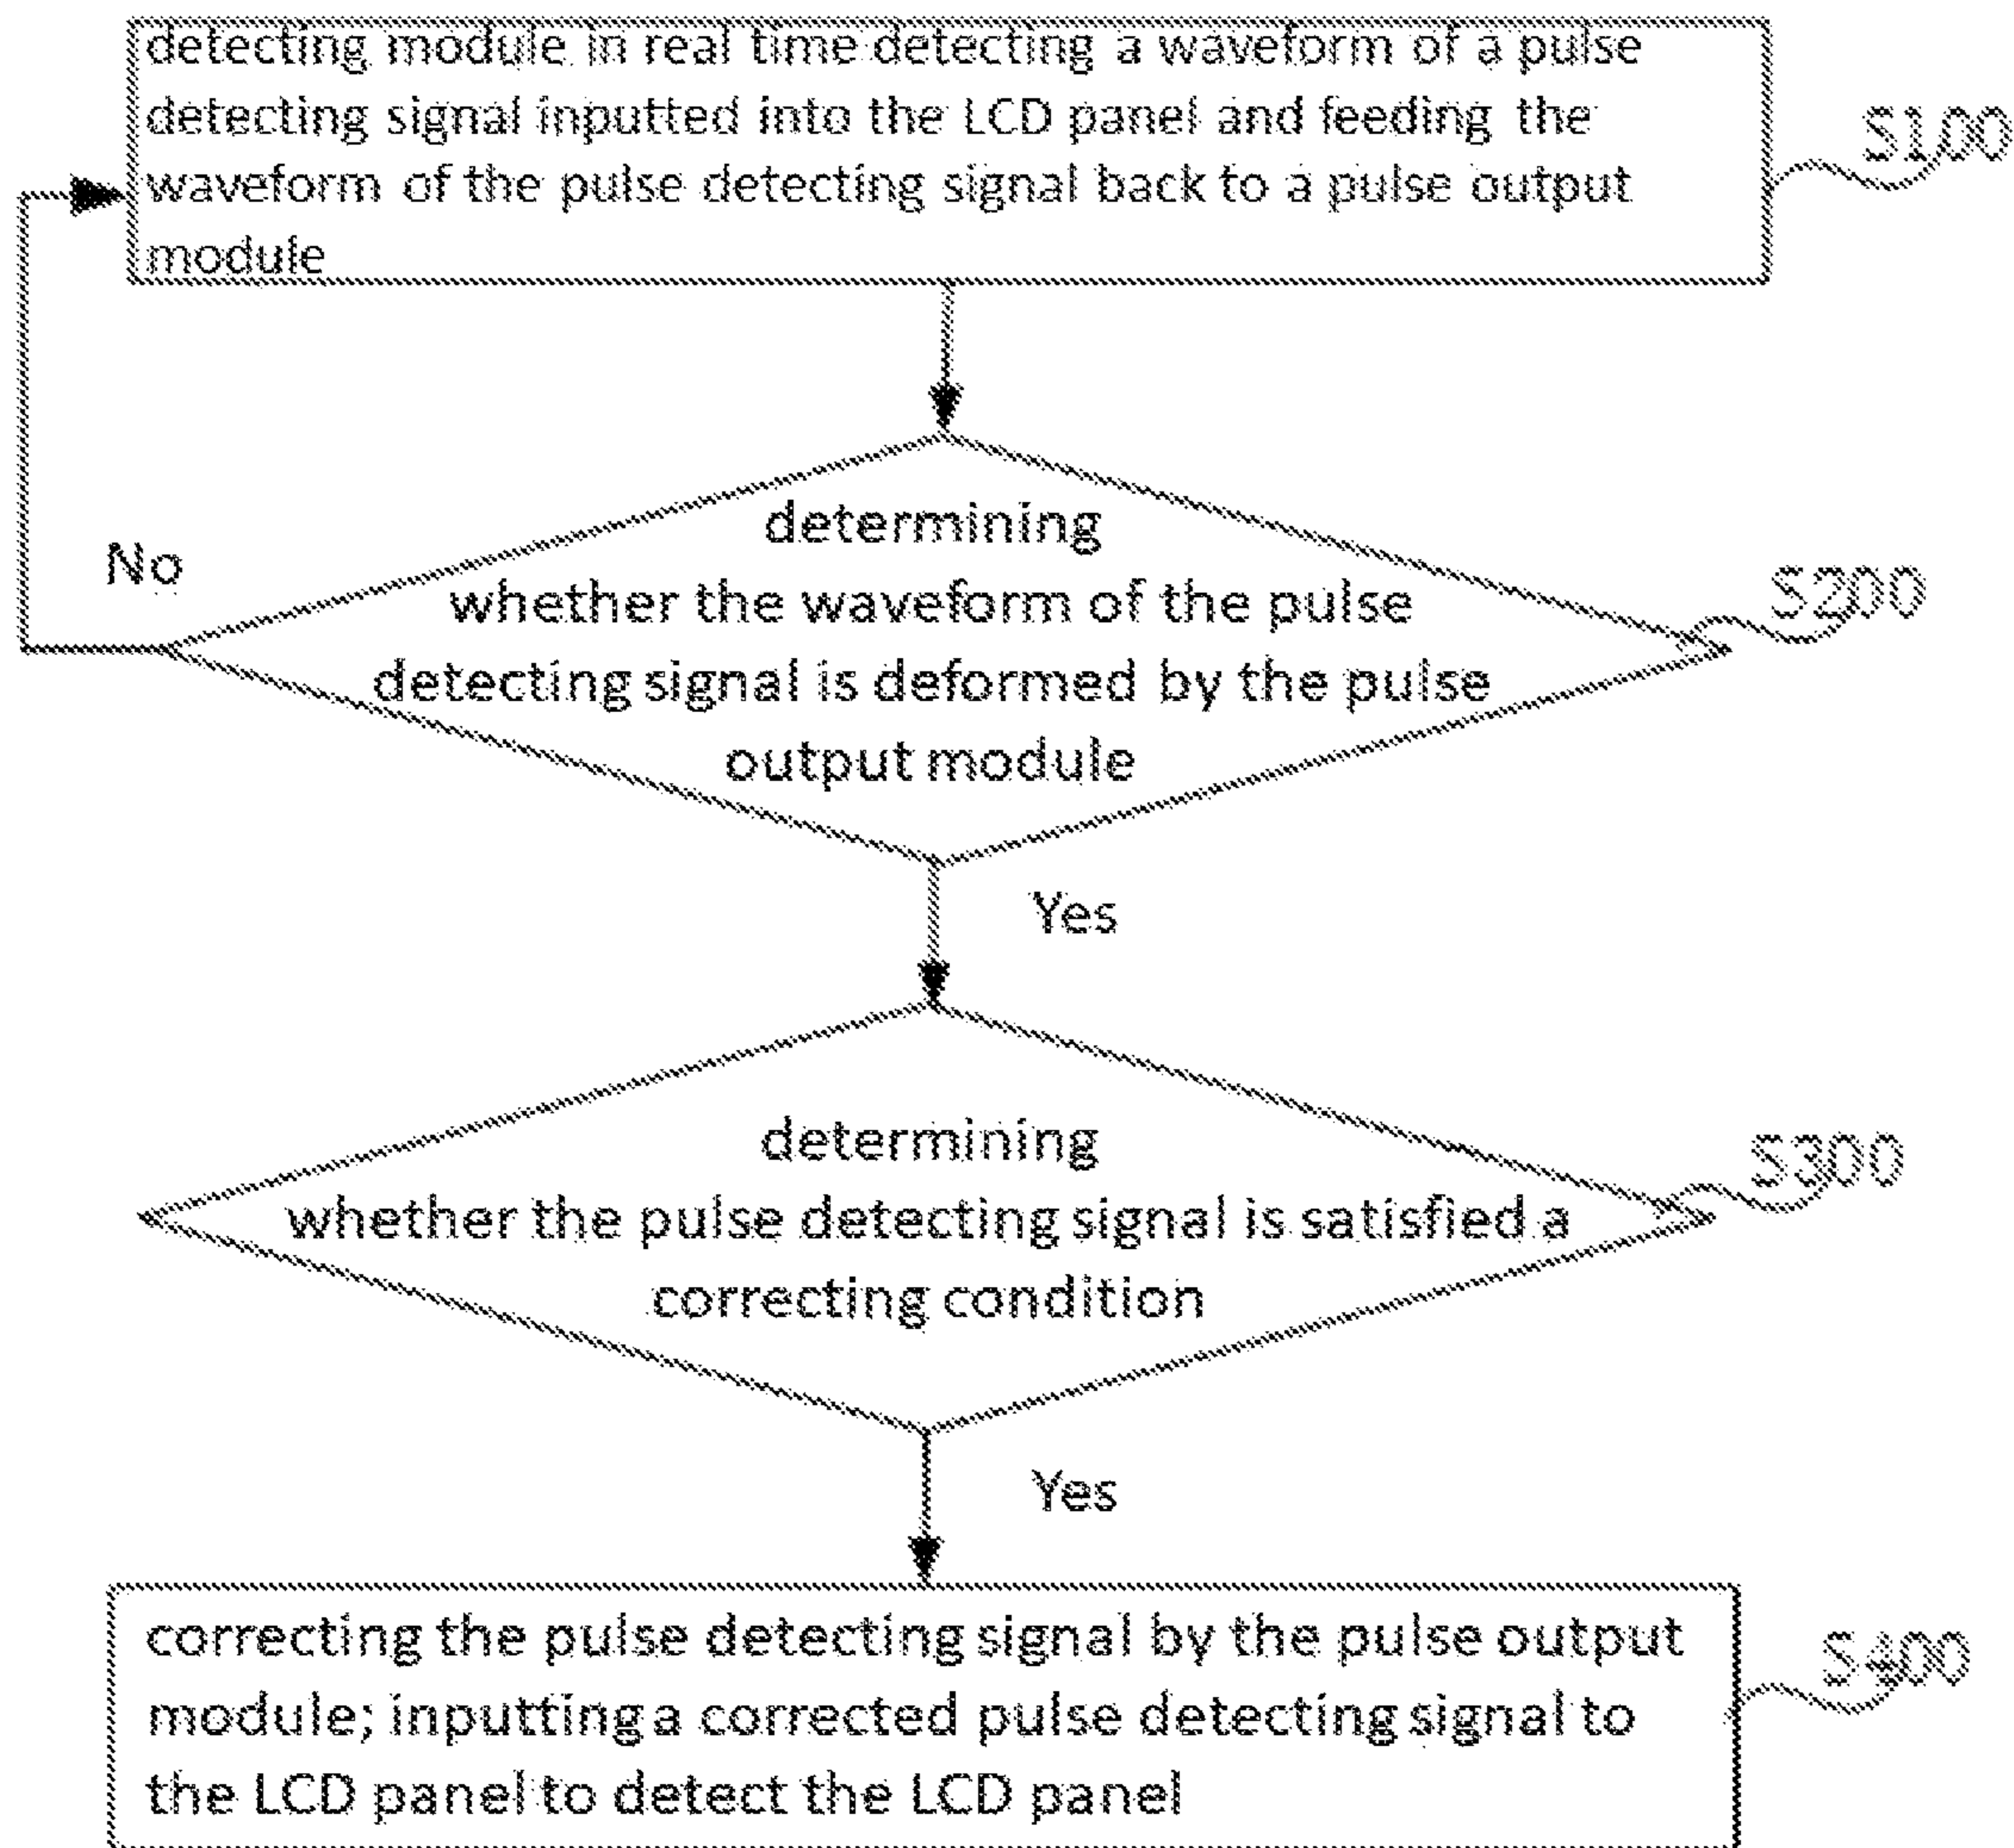 detecting module in real time detecting a waveform of a pulse
detecting signal inputted into the LCD panel and feeding the
waveform of the pulse detecting signal back to a pulse output
module
S100
determining
whether the waveform of the pulse
detecting signal is deformed by the pulse
output module
No
S200
Yes
determining
whether the pulse detecting signal is satisfied a
correcting condition
S300
Yes
correcting the pulse detecting signal by the pulse output
module; inputting a corrected pulse detecting signal to
the LCD panel to detect the LCD panel
S400